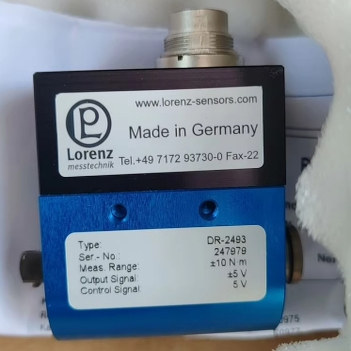 www.lorenz-sensors.com
Made in Germany
Lorenz
messtechnik
Tel.+49 7172 93730-0 Fax-22
Type: DR-2493
Ser.- No.: 247979
Meas. Range: ±10 N m
Output Signal: ±5 V
Control Signal: 5 V